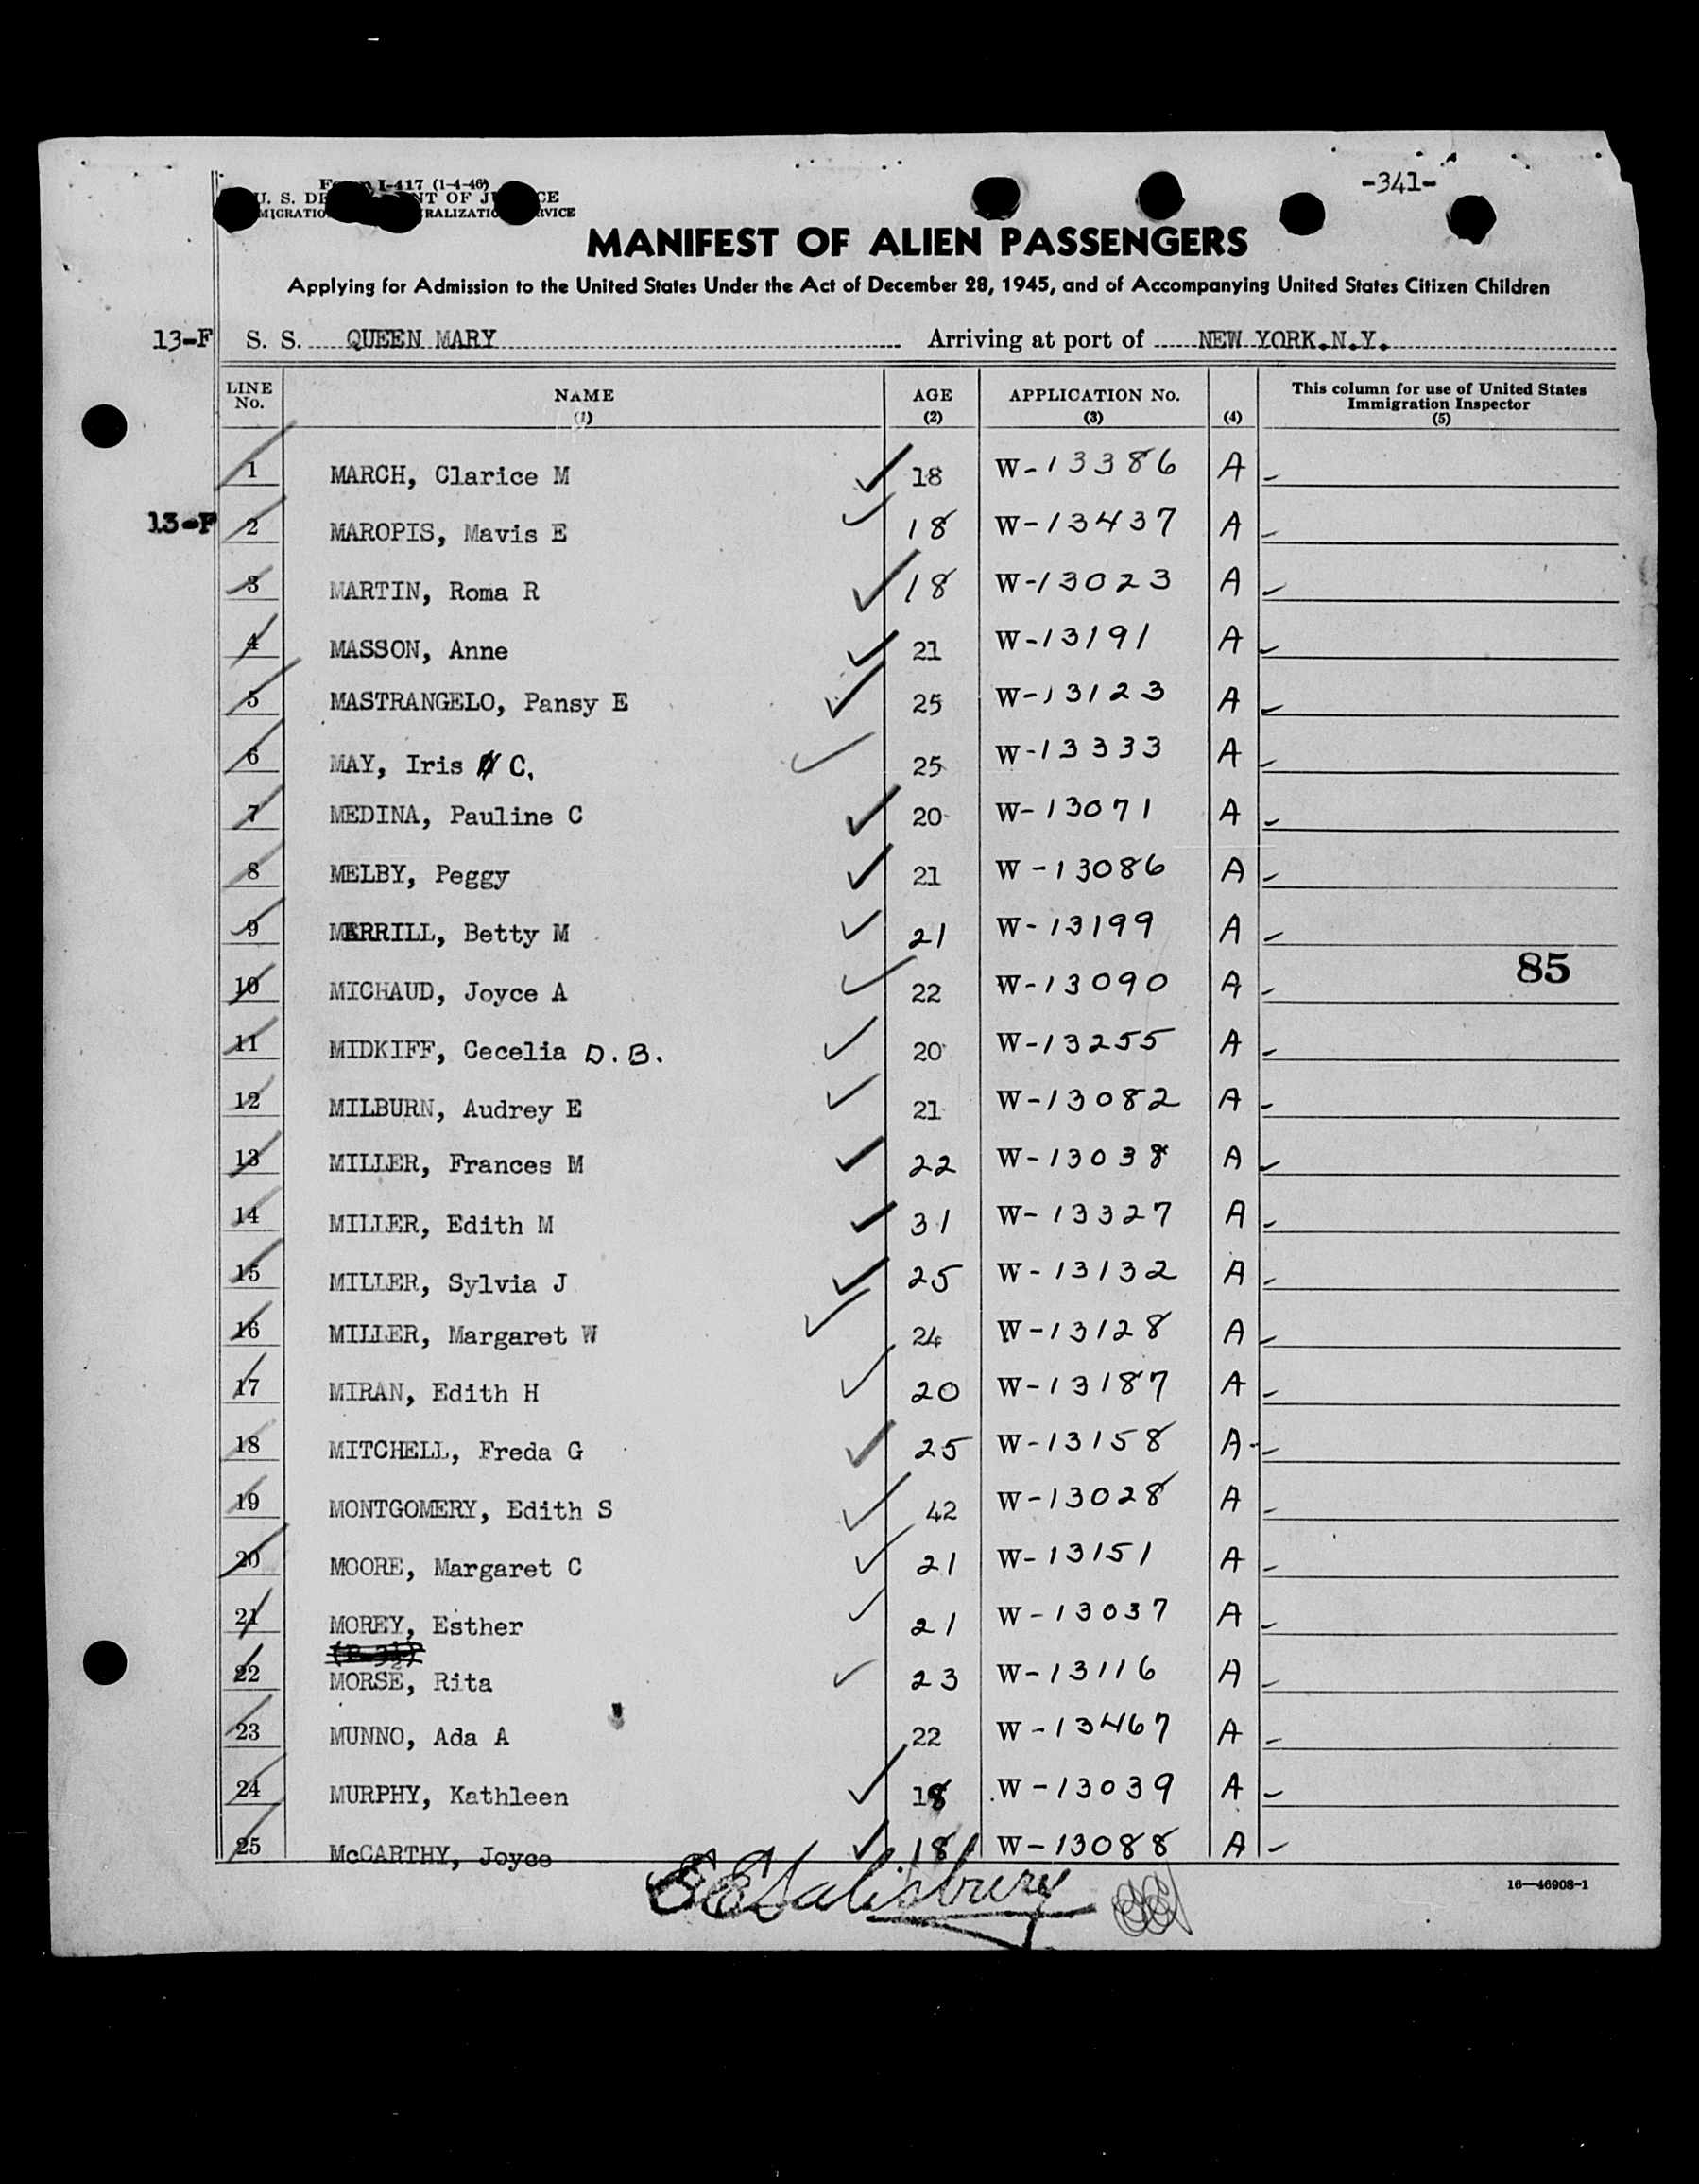 Form I-417 (1-4-46)
U. S. DEPARTMENT OF JUSTICE
IMMIGRATION NATURALIZATION SERVICE
-341-
MANIFEST OF ALIEN PASSENGERS
Applying for Admission to the United States Under the Act of December 28, 1945, and of Accompanying United States Citizen Children
13-F S. S. QUEEN MARY Arriving at port of NEW YORK.N.Y.
LINE No. NAME (1) AGE (2) APPLICATION No. (3) (4) This column for use of United States Immigration Inspector (5)
1 MARCH, Clarice M 18 W-13386 A
13-F 2 MAROPIS, Mavis E 18 W-13437 A
3 MARTIN, Roma R 18 W-13023 A
4 MASSON, Anne 21 W-13191 A
5 MASTRANGELO, Pansy E 25 W-13123 A
6 MAY, Iris C. 25 W-13333 A
7 MEDINA, Pauline C 20 W-13071 A
8 MELBY, Peggy 21 W-13086 A
9 MERRILL, Betty M 21 W-13199 A
85
10 MICHAUD, Joyce A 22 W-13090 A
11 MIDKIFF, Cecelia D.B. 20 W-13255 A
12 MILBURN, Audrey E 21 W-13082 A
13 MILLER, Frances M 22 W-13038 A
14 MILLER, Edith M 31 W-13327 A
15 MILLER, Sylvia J 25 W-13132 A
16 MILLER, Margaret W 24 W-13128 A
17 MIRAN, Edith H 20 W-13187 A
18 MITCHELL, Freda G 25 W-13158 A
19 MONTGOMERY, Edith S 42 W-13028 A
20 MOORE, Margaret C 21 W-13151 A
21 MOREY, Esther 21 W-13037 A
22 MORSE, Rita 23 W-13116 A
23 MUNNO, Ada A 22 W-13467 A
24 MURPHY, Kathleen 18 W-13039 A
25 McCARTHY, Joyce 18 W-13088 A
E E Salisbury
16—46908-1